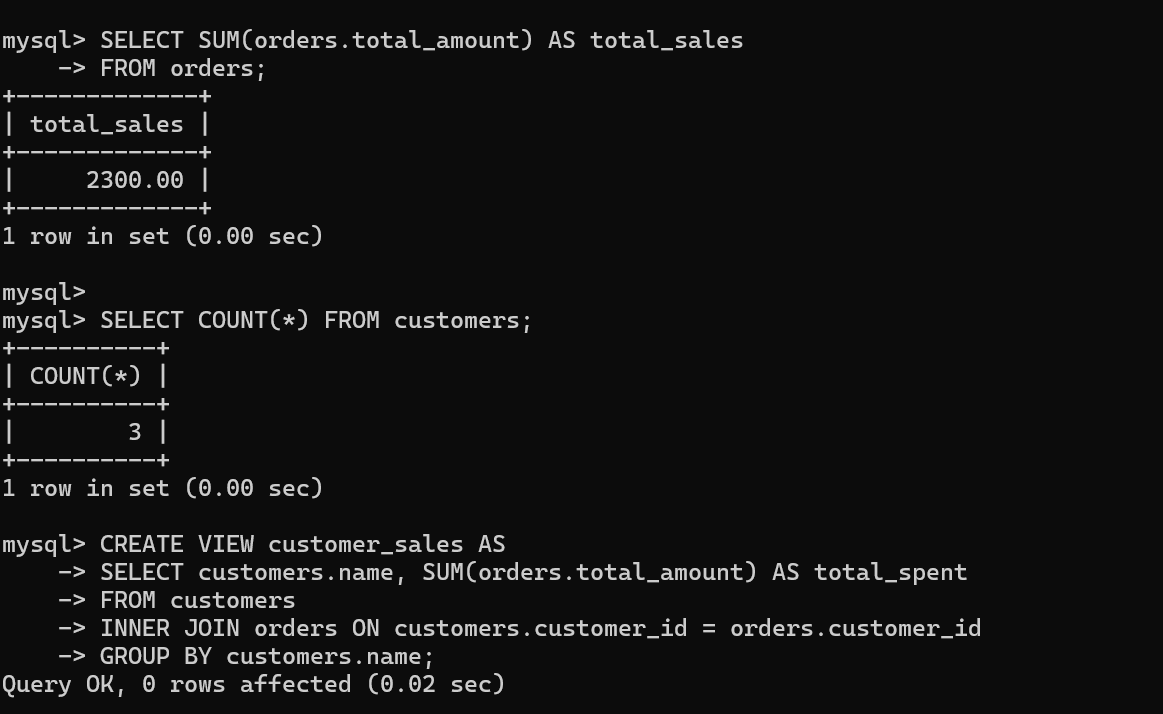 mysql> SELECT SUM(orders.total_amount) AS total_sales
    -> FROM orders;
+-------------+
| total_sales |
+-------------+
|     2300.00 |
+-------------+
1 row in set (0.00 sec)

mysql>
mysql> SELECT COUNT(*) FROM customers;
+----------+
| COUNT(*) |
+----------+
|        3 |
+----------+
1 row in set (0.00 sec)

mysql> CREATE VIEW customer_sales AS
    -> SELECT customers.name, SUM(orders.total_amount) AS total_spent
    -> FROM customers
    -> INNER JOIN orders ON customers.customer_id = orders.customer_id
    -> GROUP BY customers.name;
Query OK, 0 rows affected (0.02 sec)